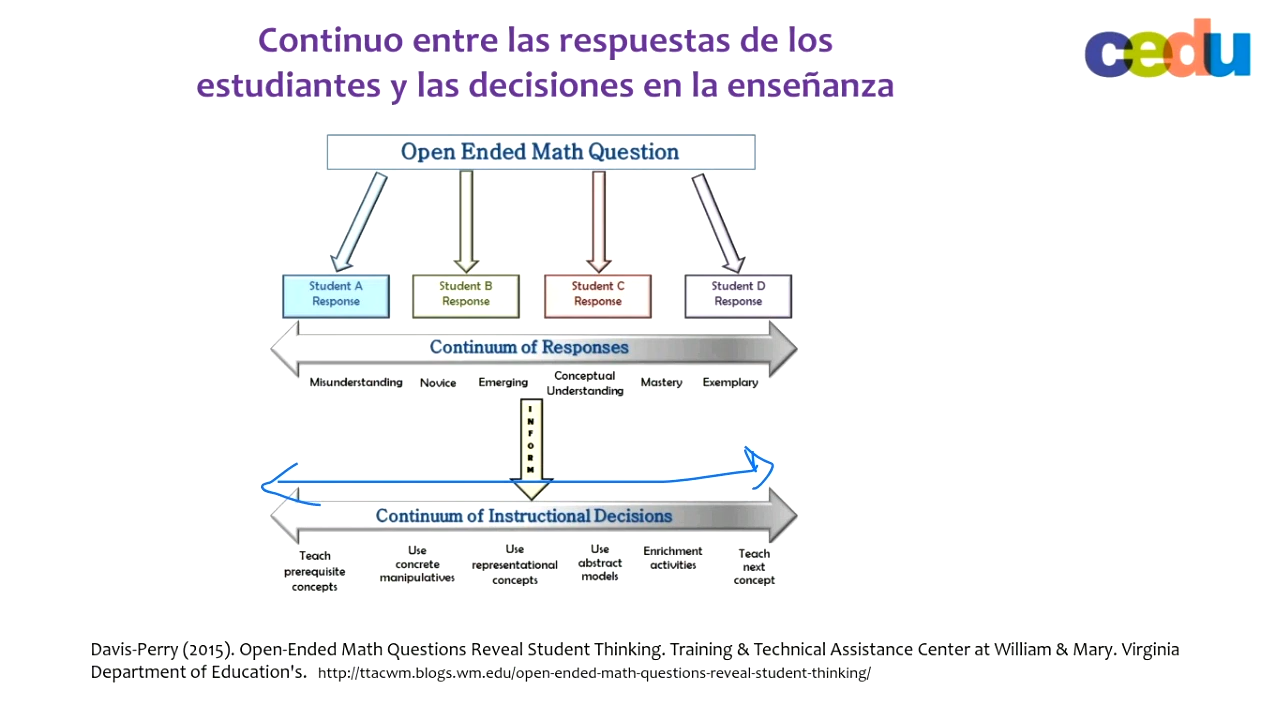 Continuo entre las respuestas de los
estudiantes y las decisiones en la enseñanza
cedu
Open Ended Math Question
Student A
Response
Student B
Response
Student C
Response
Student D
Response
Continuum of Responses
Misunderstanding
Novice
Emerging
Conceptual
Understanding
Mastery
Exemplary
INFORM
Continuum of Instructional Decisions
Teach
prerequisite
concepts
Use
concrete
manipulatives
Use
representational
concepts
Use
abstract
models
Enrichment
activities
Teach
next
concept
Davis-Perry (2015). Open-Ended Math Questions Reveal Student Thinking. Training & Technical Assistance Center at William & Mary. Virginia
Department of Education's. http://ttacwm.blogs.wm.edu/open-ended-math-questions-reveal-student-thinking/